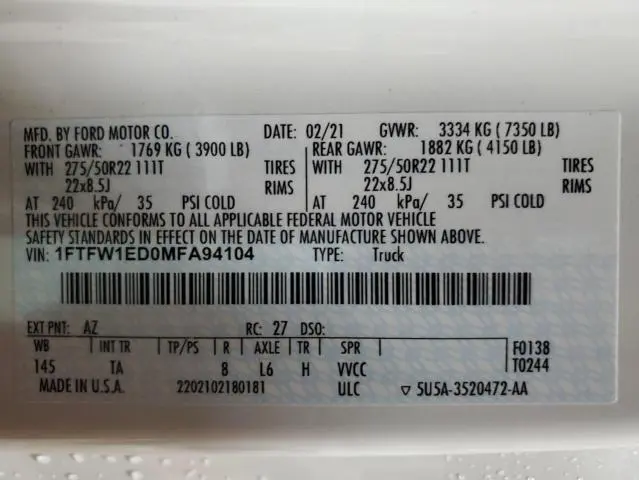 MFD. BY FORD MOTOR CO. DATE: 02/21 GVWR: 3334 KG ( 7350 LB)
FRONT GAWR: 1769 KG ( 3900 LB) REAR GAWR: 1882 KG ( 4150 LB)
WITH 275/50R22 111T TIRES WITH 275/50R22 111T TIRES
22x8.5J RIMS 22x8.5J RIMS
AT 240 kPa/ 35 PSI COLD AT 240 kPa/ 35 PSI COLD
THIS VEHICLE CONFORMS TO ALL APPLICABLE FEDERAL MOTOR VEHICLE
SAFETY STANDARDS IN EFFECT ON THE DATE OF MANUFACTURE SHOWN ABOVE.
VIN: 1FTFW1ED0MFA94104 TYPE: Truck
EXT PNT: AZ RC: 27 DSO:
WB INT TR TP/PS R AXLE TR SPR F0138
145 TA 8 L6 H VVCC T0244
MADE IN U.S.A. 2202102180181 ULC ▽ 5U5A-3520472-AA